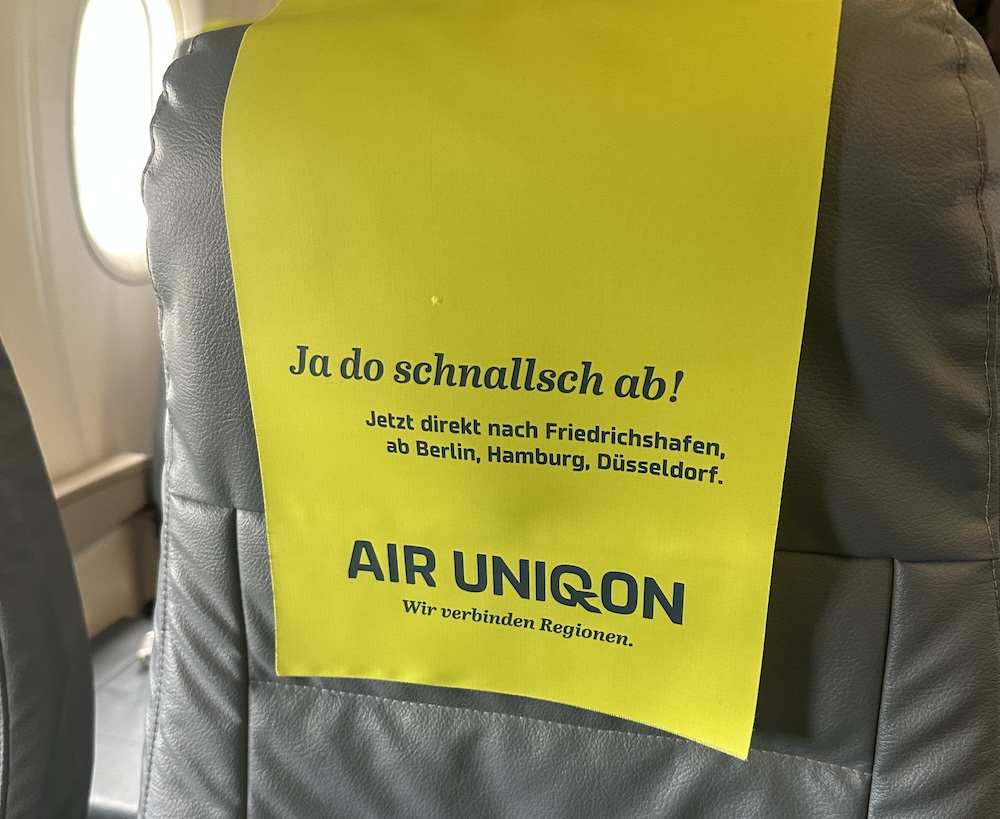 Ja do schnallsch ab!
Jetzt direkt nach Friedrichshafen,
ab Berlin, Hamburg, Düsseldorf.
AIR UNIQON
Wir verbinden Regionen.